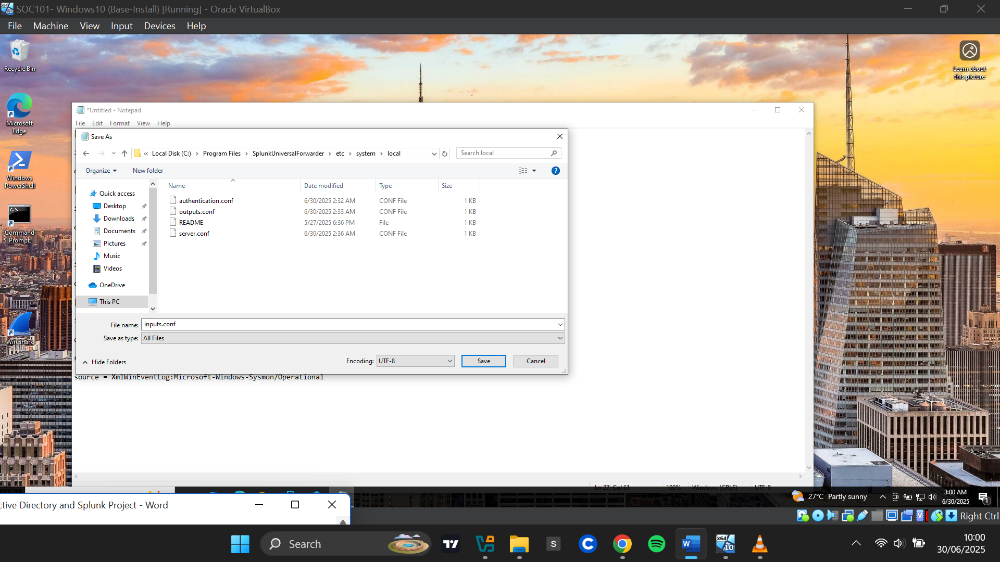 SOC101- Windows10 (Base-Install) [Running] - Oracle VirtualBox
File Machine View Input Devices Help
Recycle Bin
Learn about this picture
Microsoft Edge
Windows PowerShell
Command Prompt
Wireshark
*Untitled - Notepad
File Edit Format View Help
Save As
« Local Disk (C:) › Program Files › SplunkUniversalForwarder › etc › system › local
Search local
Organize
New folder
Quick access
Desktop
Downloads
Documents
Pictures
Music
Videos
OneDrive
This PC
Name Date modified Type Size
authentication.conf 6/30/2025 2:32 AM CONF File 1 KB
outputs.conf 6/30/2025 2:33 AM CONF File 1 KB
README 5/27/2025 6:36 PM File 1 KB
server.conf 6/30/2025 2:36 AM CONF File 1 KB
File name: inputs.conf
Save as type: All Files
Hide Folders
Encoding: UTF-8 Save Cancel
source = XmlWinEventLog:Microsoft-Windows-Sysmon/Operational
Ln 27, Col 61 100% Windows (CRLF) UTF-8
27°C Partly sunny
3:00 AM
6/30/2025
1
ctive Directory and Splunk Project - Word
Right Ctrl
Search
S
x64
10
10:00
30/06/2025